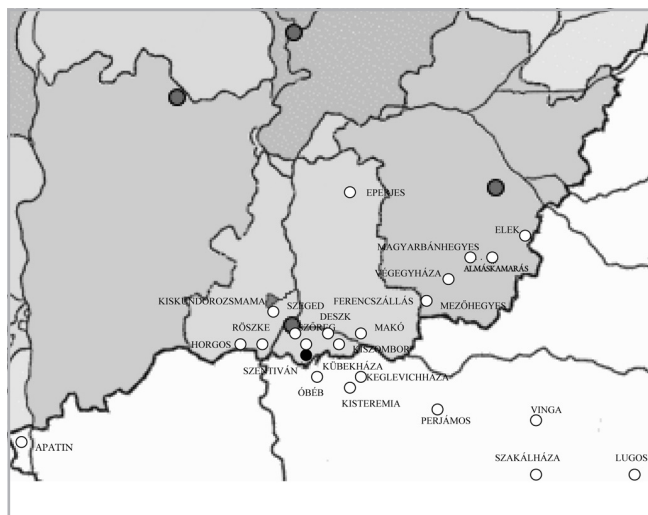 EPERJES
ELEK
MAGYARBÁNHEGYES
ALMÁSKAMARÁS
VÉGEGYHÁZA
KISKUNDOROZSMAMA
SZEGED
FERENCSZÁLLÁS
MEZŐHEGYES
DESZK
RÖSZKE
SZŐREG
MAKÓ
HORGOS
KISZOMBOR
SZENTIVÁN
KÜBEKHÁZA
KEGLEVICHHÁZA
ÓBÉB
KISTEREMIA
PERJÁMOS
VINGA
APATIN
SZAKÁLHÁZA
LUGOS